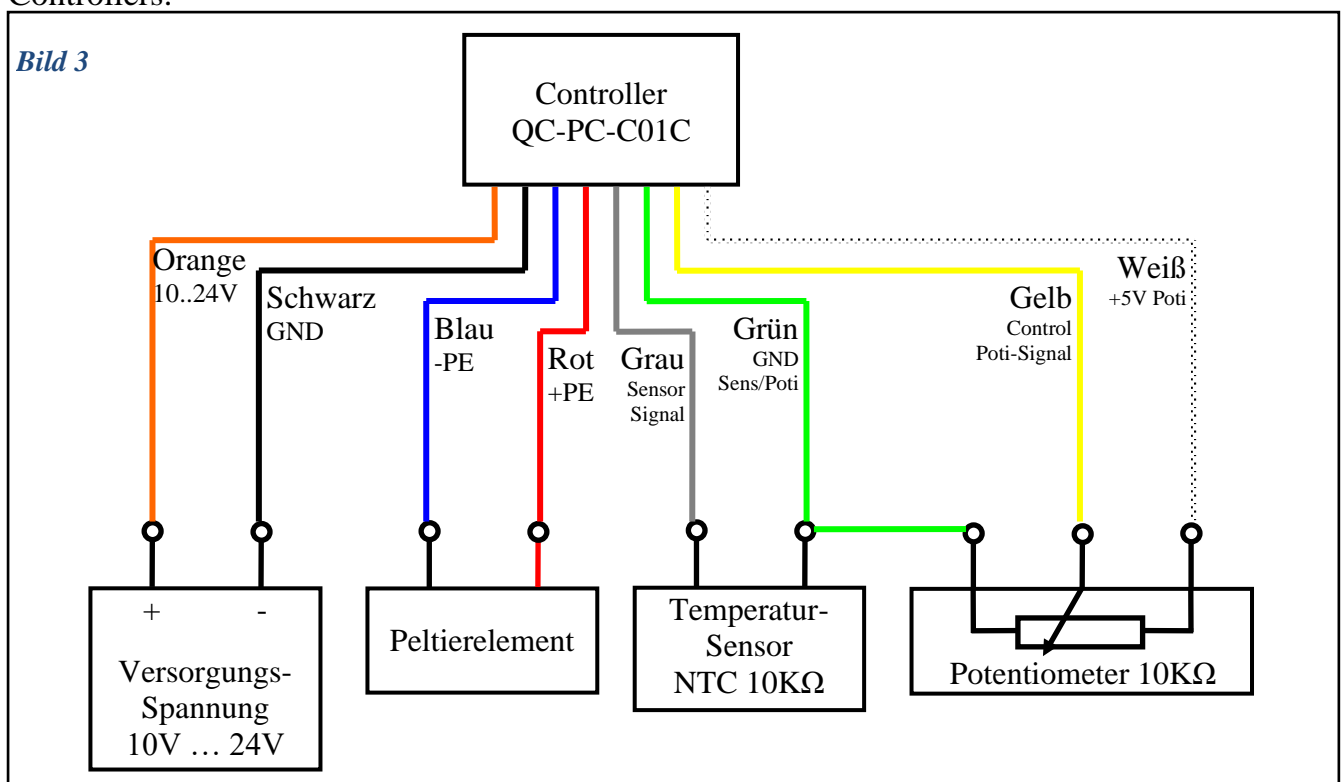 Controllers.
Bild 3
Controller
QC-PC-C01C
Orange
10..24V
Schwarz
GND
Blau
-PE
Rot
+PE
Grau
Sensor
Signal
Grün
GND
Sens/Poti
Gelb
Control
Poti-Signal
Weiß
+5V Poti
+ -
Versorgungs-
Spannung
10V … 24V
Peltierelement
Temperatur-
Sensor
NTC 10KΩ
Potentiometer 10KΩ